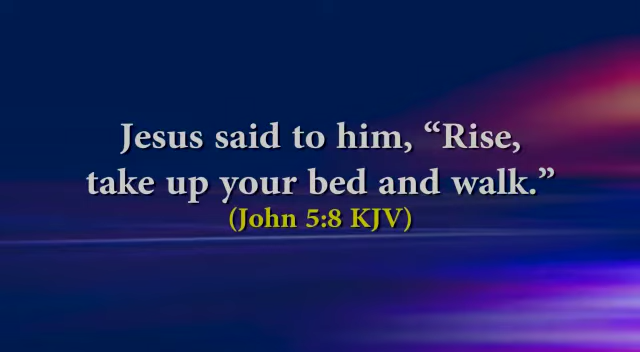 Jesus said to him, “Rise,
take up your bed and walk.”
(John 5:8 KJV)